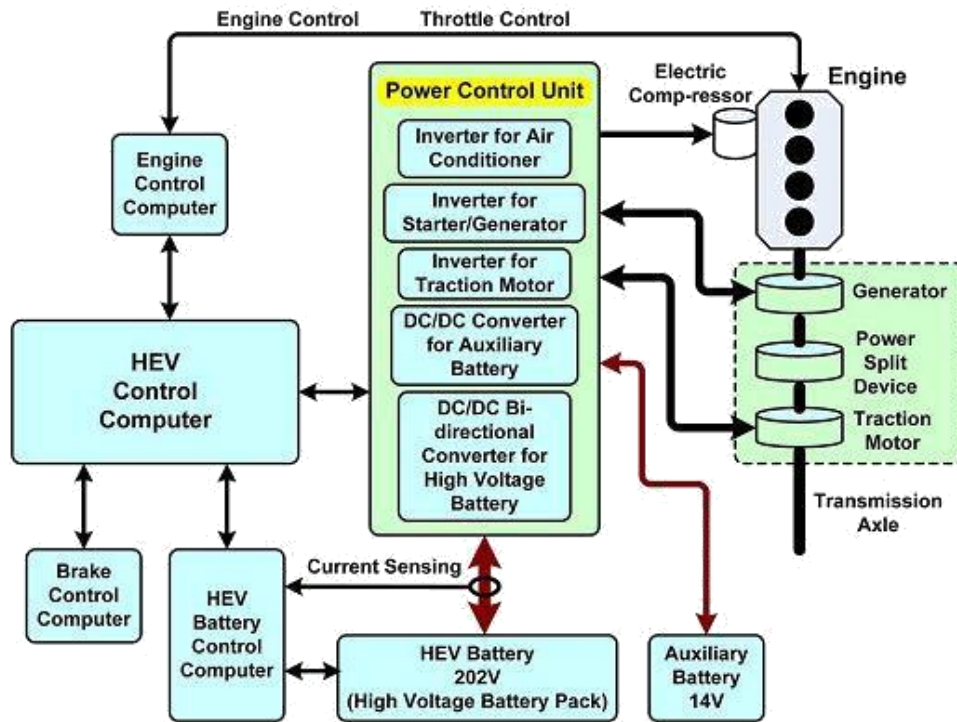 Engine Control
Throttle Control
Power Control Unit
Inverter for Air
Conditioner
Inverter for
Starter/Generator
Inverter for
Traction Motor
DC/DC Converter
for Auxiliary
Battery
DC/DC Bi-
directional
Converter for
High Voltage
Battery
Electric
Comp-ressor
Engine
Engine
Control
Computer
Generator
Power
Split
Device
Traction
Motor
Transmission
Axle
HEV
Control
Computer
Brake
Control
Computer
HEV
Battery
Control
Computer
Current Sensing
HEV Battery
202V
(High Voltage Battery Pack)
Auxiliary
Battery
14V